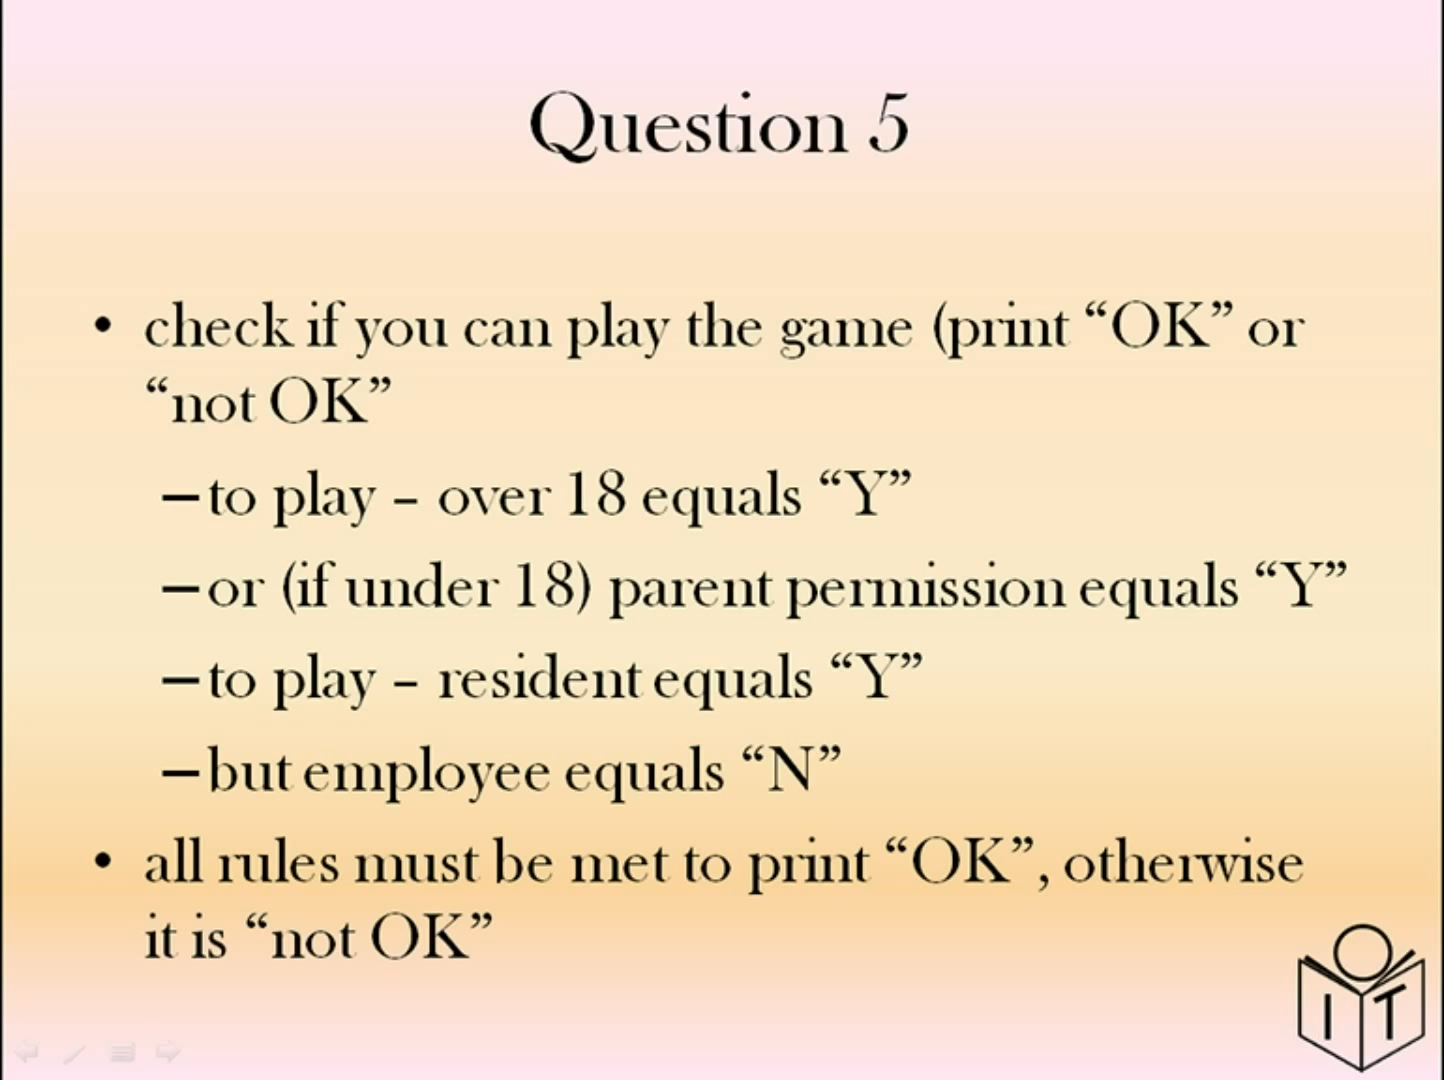 Question 5
• check if you can play the game (print “OK” or
“not OK”
– to play – over 18 equals “Y”
– or (if under 18) parent permission equals “Y”
– to play – resident equals “Y”
– but employee equals “N”
• all rules must be met to print “OK”, otherwise
it is “not OK”
I T